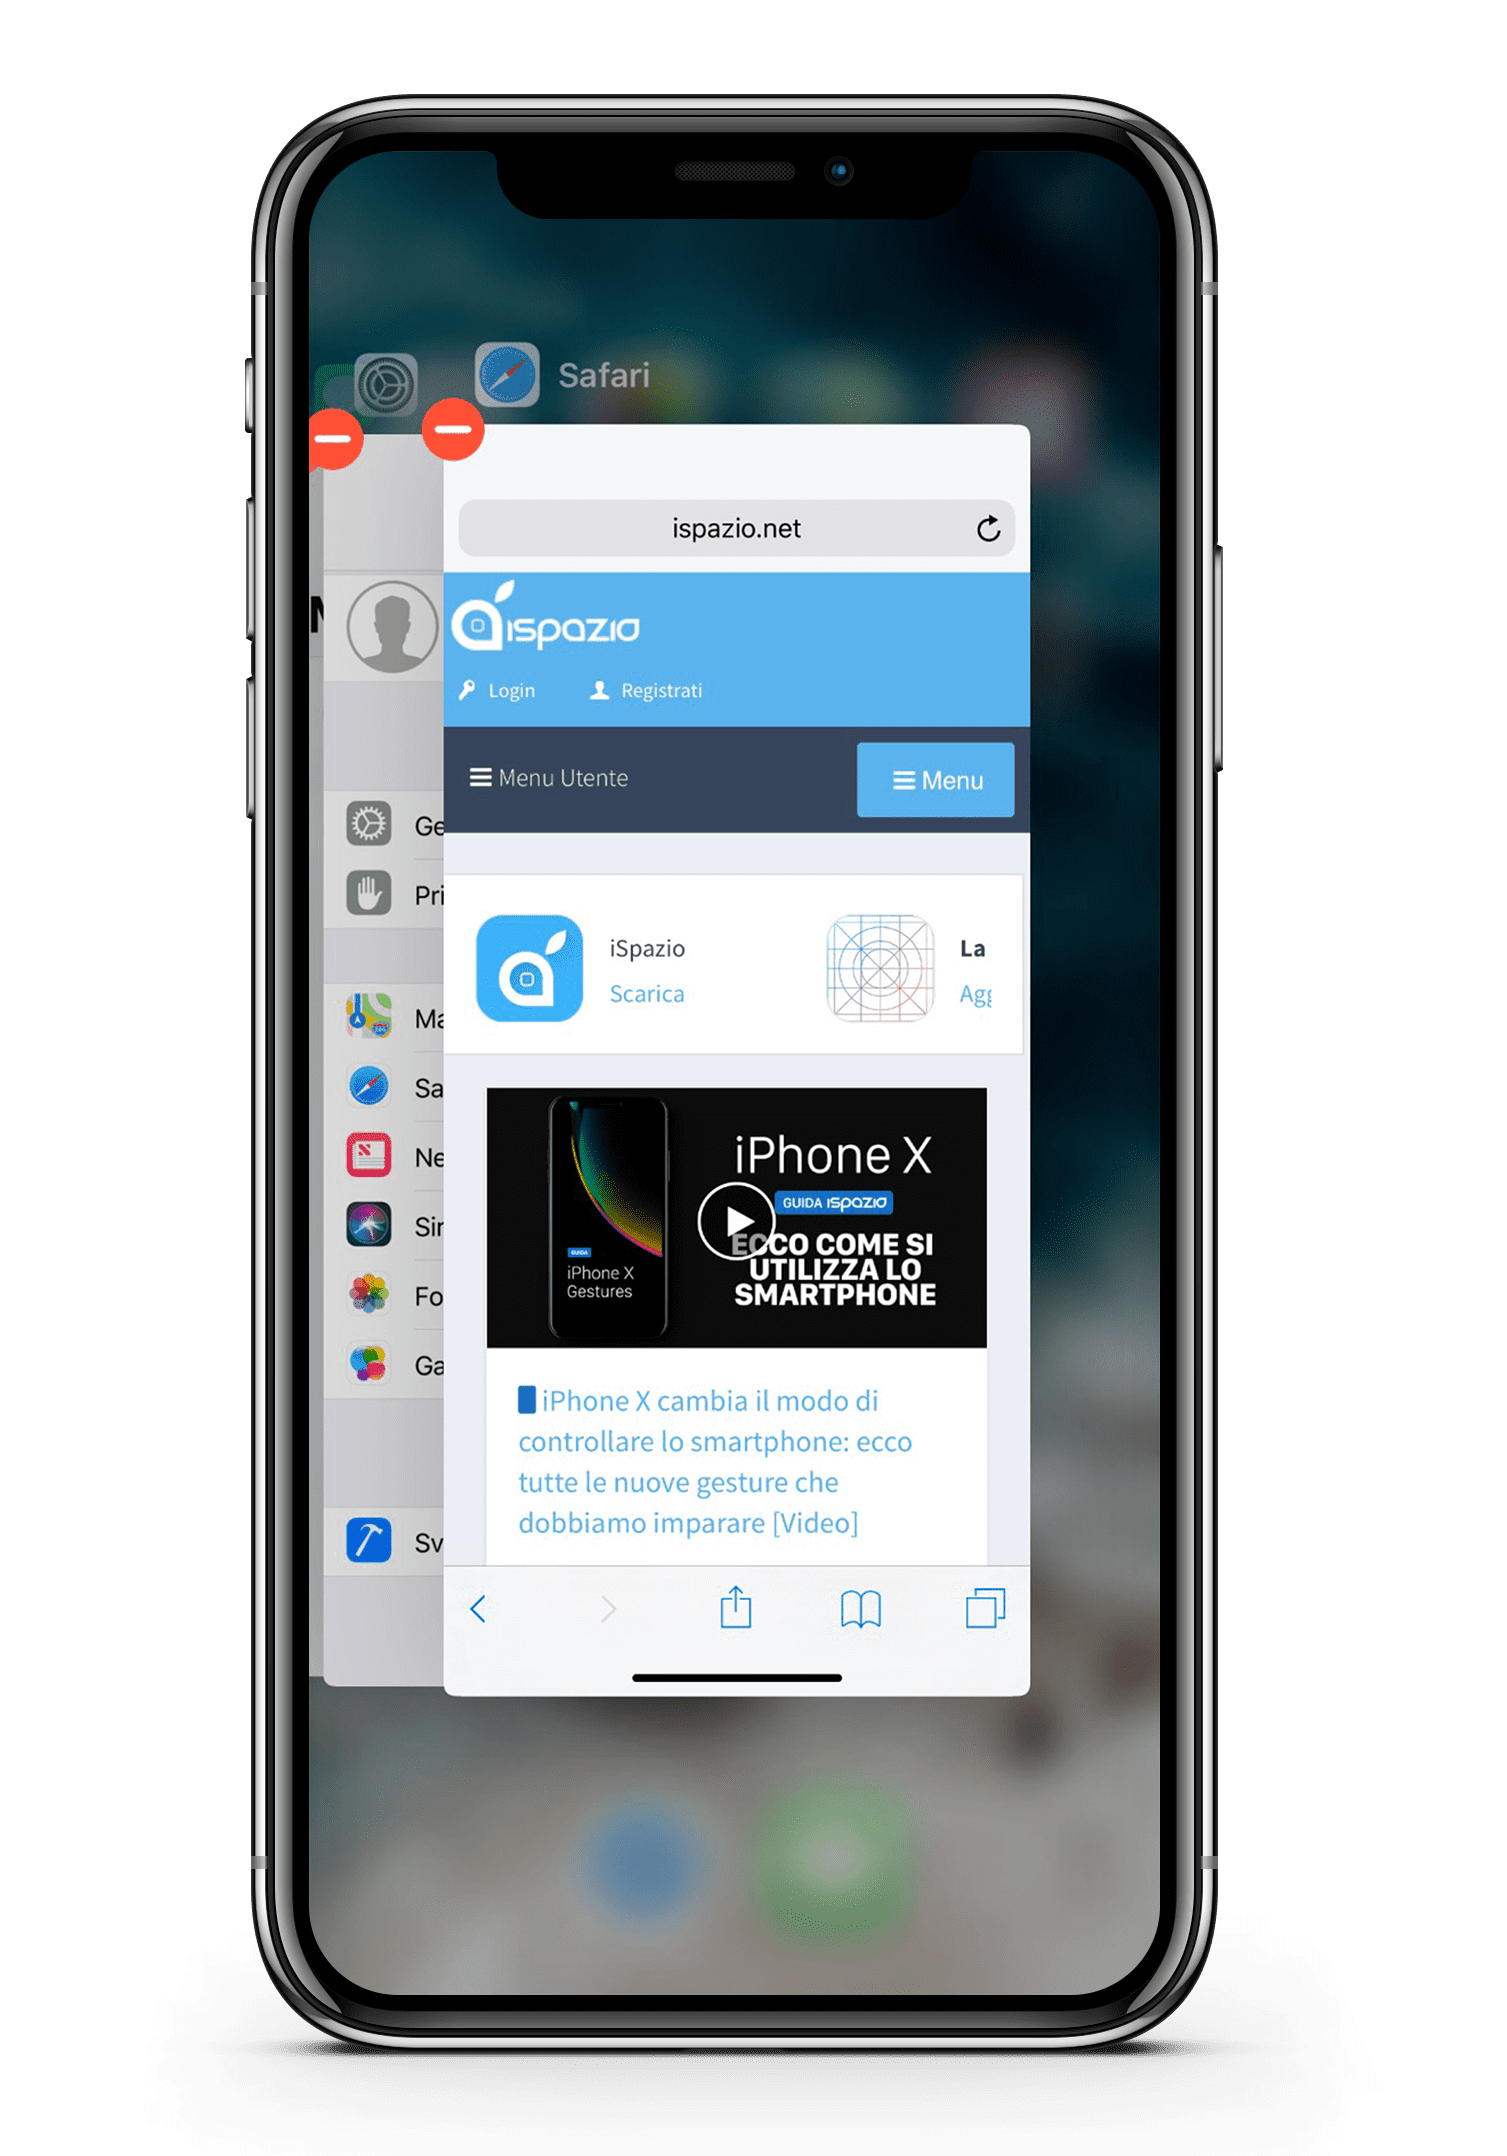 Safari
ispazio.net
ispazio
Login Registrati
Menu Utente
Menu
iSpazio
Scarica
La
Agg
iPhone X
GUIDA ISPAZIO
ECCO COME SI
UTILIZZA LO
SMARTPHONE
GUIDA
iPhone X
Gestures
iPhone X cambia il modo di
controllare lo smartphone: ecco
tutte le nuove gesture che
dobbiamo imparare [Video]
Ge
Pri
Ma
Sa
Ne
Sir
Fo
Ga
Sv